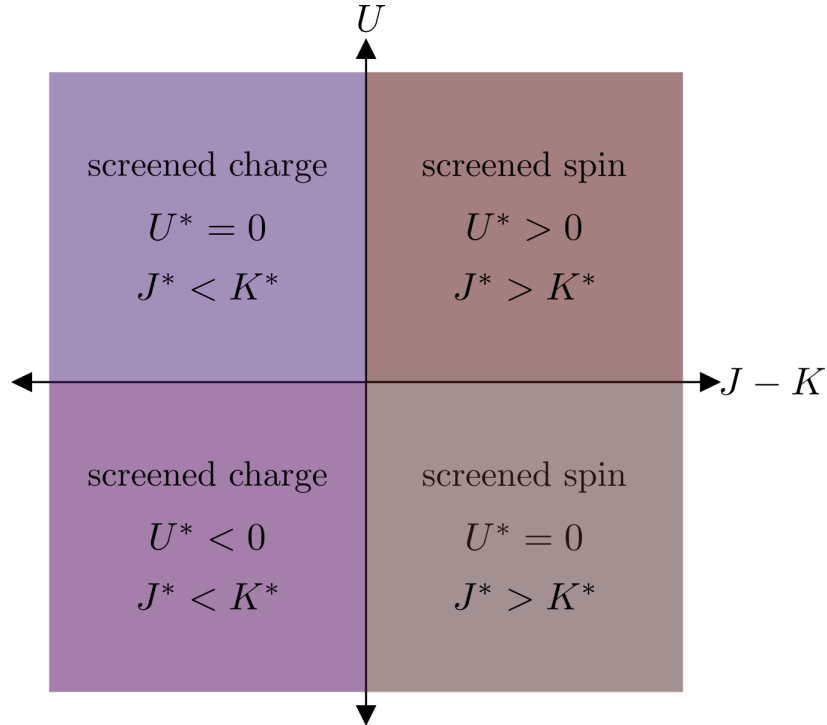 U
screened charge
U* = 0
J* < K*
screened spin
U* > 0
J* > K*
J − K
screened charge
U* < 0
J* < K*
screened spin
U* = 0
J* > K*